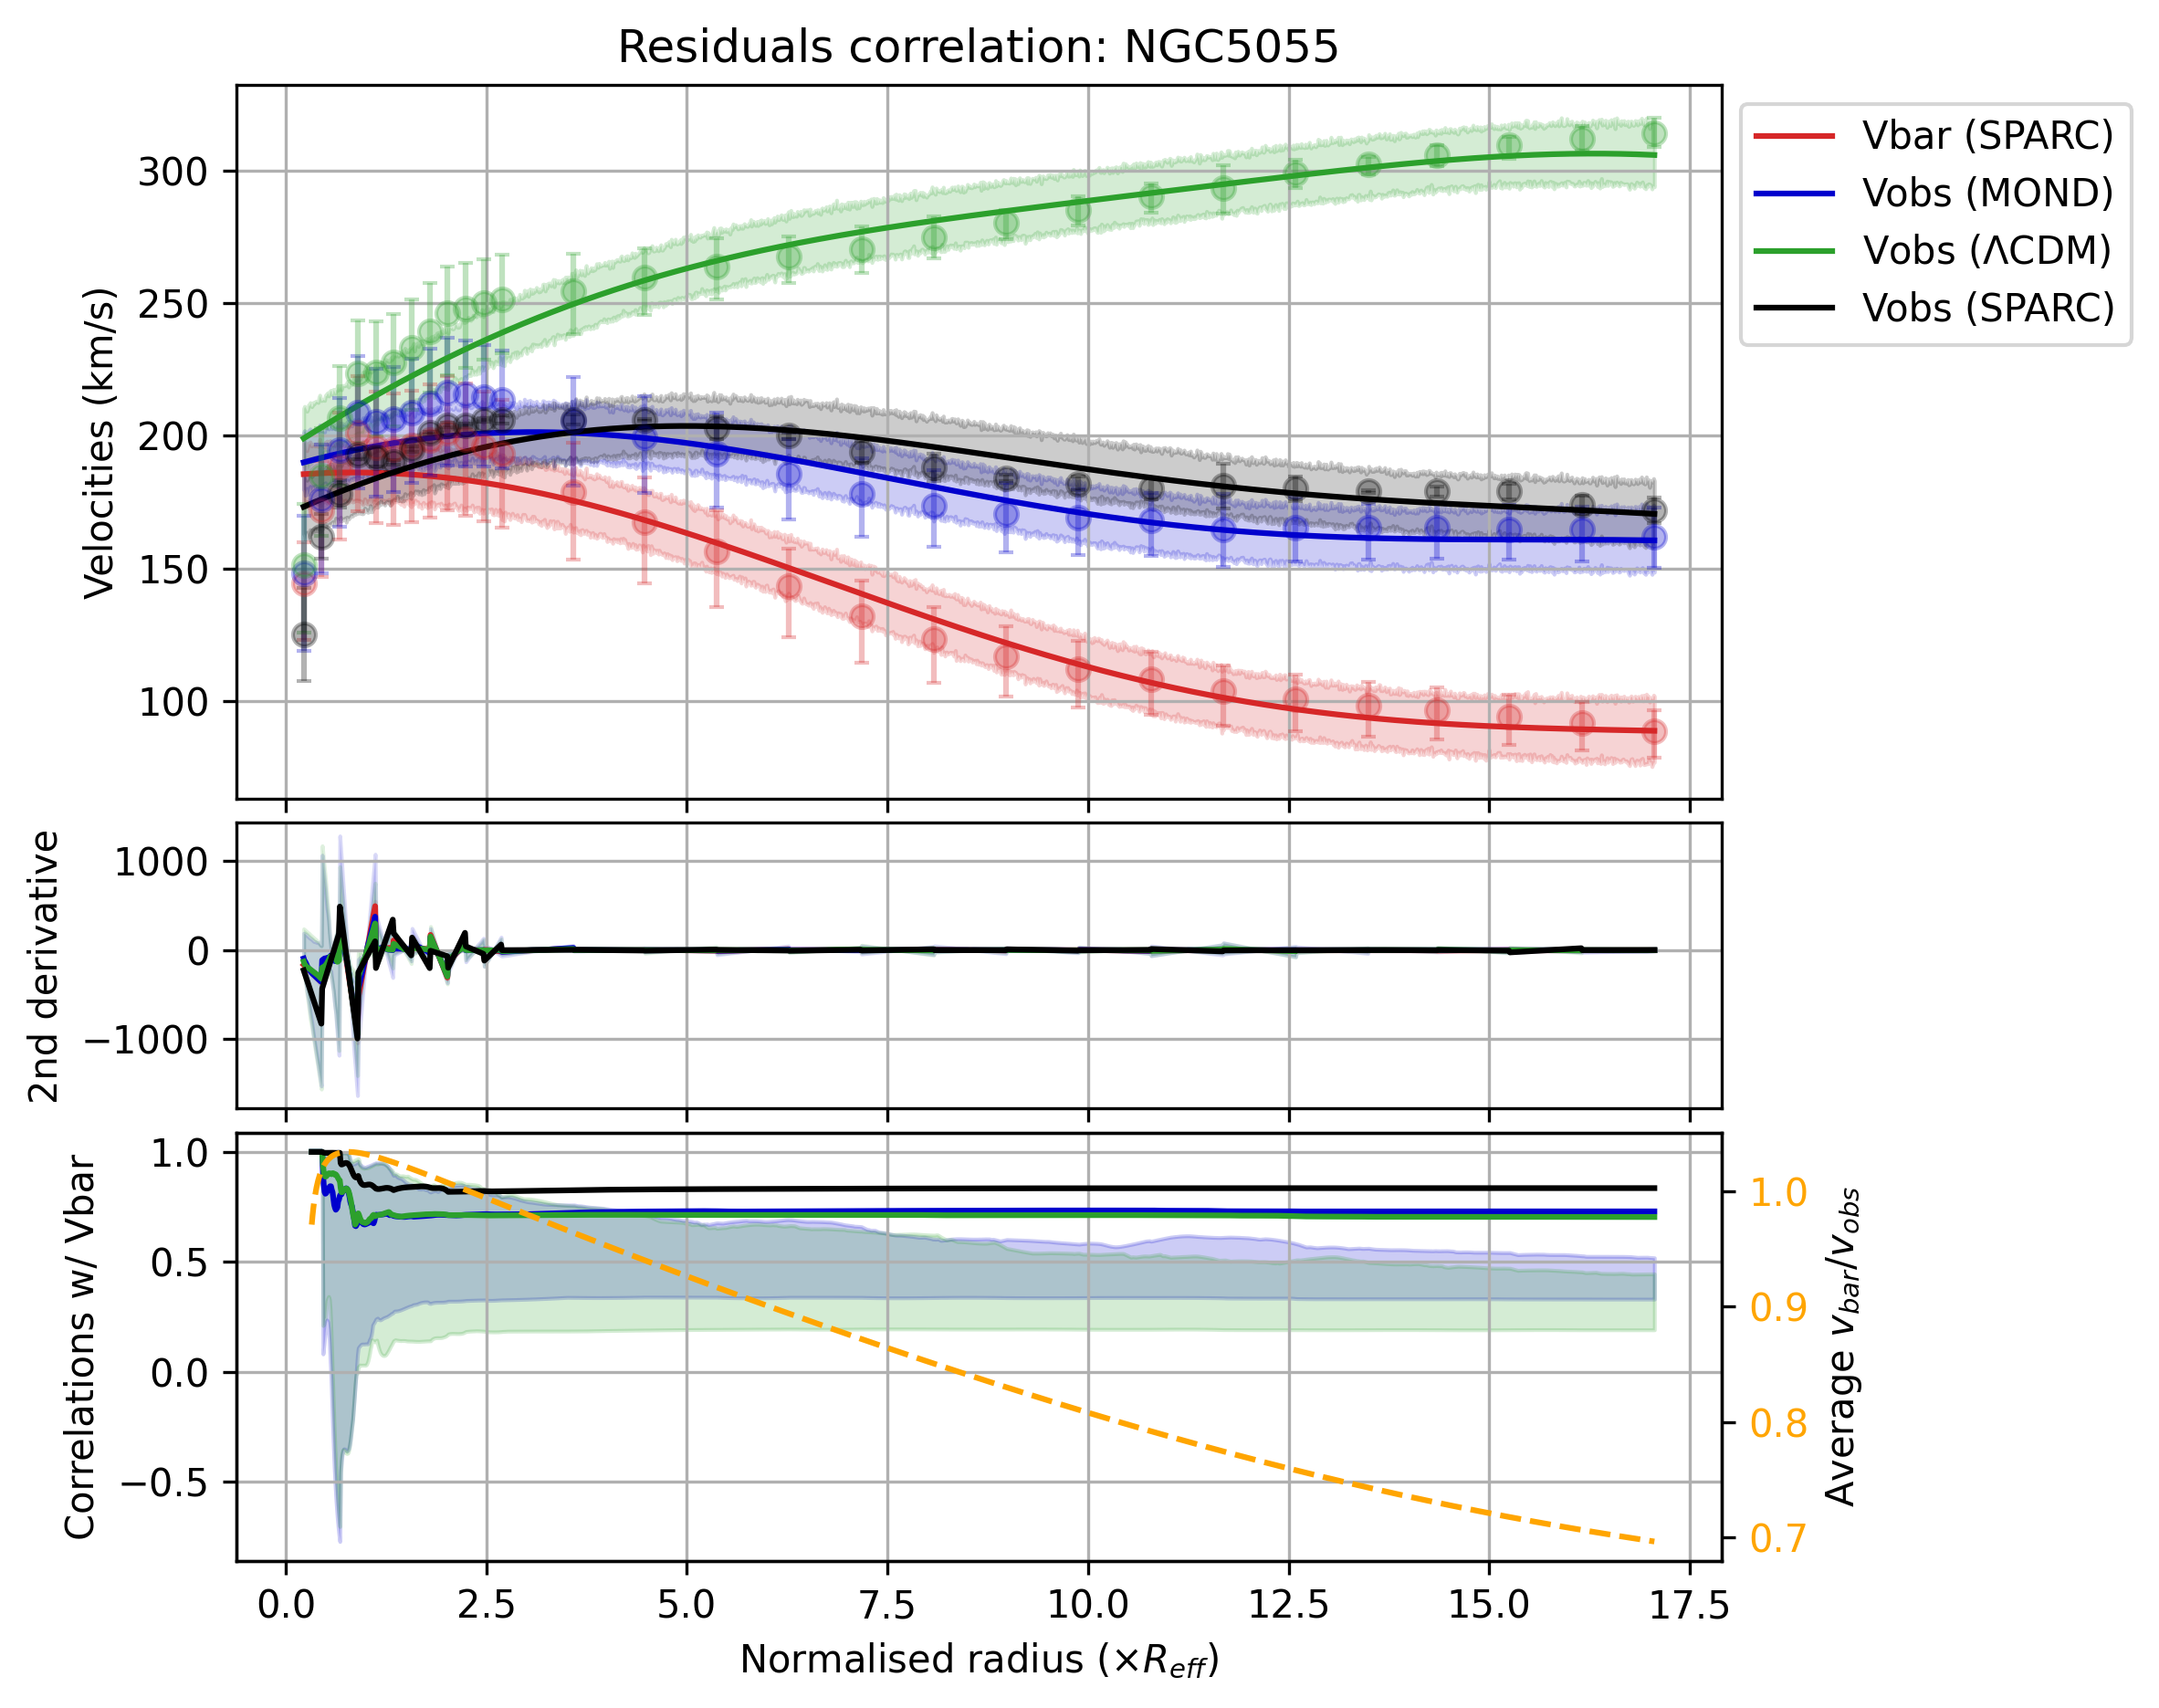 Residuals correlation: NGC5055
Vbar (SPARC)
Vobs (MOND)
Vobs (ΛCDM)
Vobs (SPARC)
Velocities (km/s)
300
250
200
150
100
2nd derivative
1000
0
−1000
Correlations w/ Vbar
1.0
0.5
0.0
−0.5
1.0
0.9
0.8
0.7
Average v_bar/v_obs
0.0 2.5 5.0 7.5 10.0 12.5 15.0 17.5
Normalised radius (×R_eff)